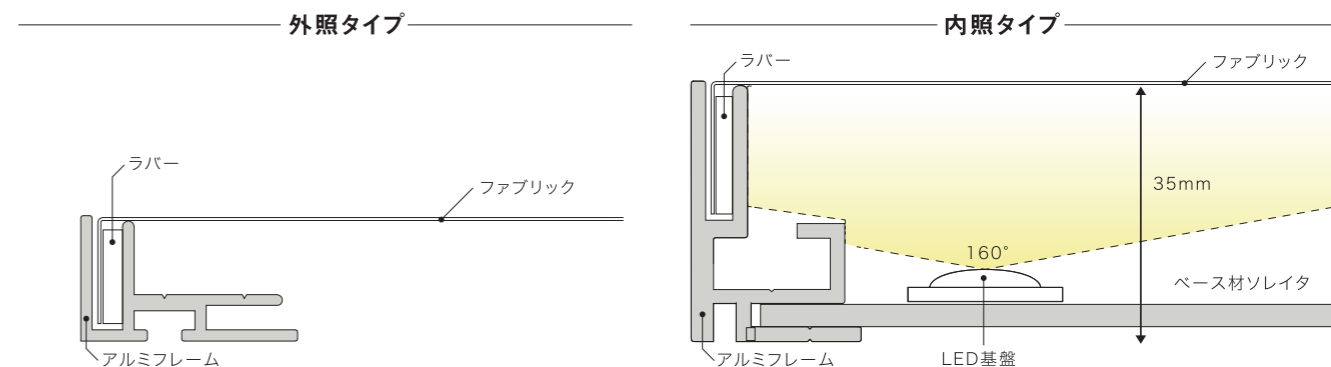 外照タイプ
ラバー
ファブリック
アルミフレーム
内照タイプ
ラバー
ファブリック
35mm
160°
ベース材ソレイタ
アルミフレーム
LED基盤